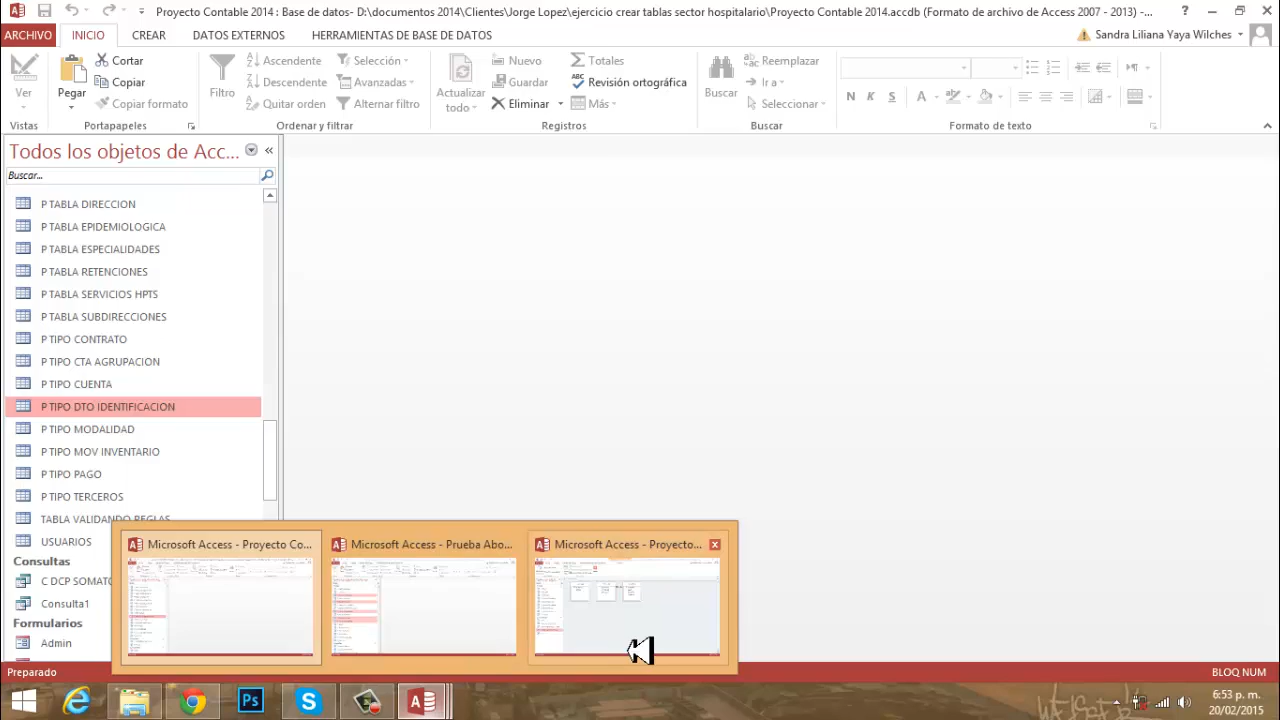 Proyecto Contable 2014 : Base de datos- D:\documentos 2014\Clientes\Jorge Lopez\ejercicio crear tablas sector hospitalario\Proyecto Contable 2014.accdb (Formato de archivo de Access 2007 - 2013) -...
ARCHIVO INICIO CREAR DATOS EXTERNOS HERRAMIENTAS DE BASE DE DATOS Sandra Liliana Yaya Wilches
Ver
Vistas
Pegar
Cortar
Copiar
Copiar formato
Portapapeles
Filtro
Ascendente
Descendente
Quitar orden
Selección
Avanzadas
Alternar filtro
Ordenar y filtrar
Actualizar todo
Nuevo
Guardar
Eliminar
Totales
Revisión ortográfica
Más
Registros
Buscar
Reemplazar
Ir a
Seleccionar
Buscar
N K S A
Formato de texto
Todos los objetos de Acc...
Buscar...
P TABLA DIRECCION
P TABLA EPIDEMIOLOGICA
P TABLA ESPECIALIDADES
P TABLA RETENCIONES
P TABLA SERVICIOS HPTS
P TABLA SUBDIRECCIONES
P TIPO CONTRATO
P TIPO CTA AGRUPACION
P TIPO CUENTA
P TIPO DTO IDENTIFICACION
P TIPO MODALIDAD
P TIPO MOV INVENTARIO
P TIPO PAGO
P TIPO TERCEROS
TABLA VALIDANDO REGLAS
USUARIOS
Consultas
C DCP SOMATO
Consulta
Formularios
Admin
Microsoft Access - Proyecto Co...
Microsoft Access - Prueba Abo...
Microsoft Access - Proyecto...
Preparado
BLOQ NUM
6:53 p. m.
20/02/2015